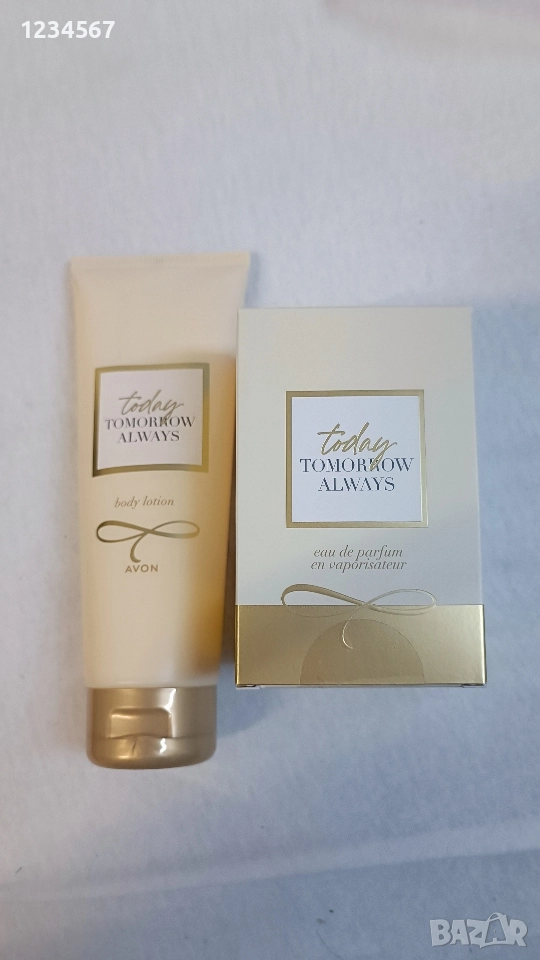 1234567
today
TOMORROW
ALWAYS
body lotion
AVON
today
TOMORROW
ALWAYS
eau de parfum
en vaporisateur
BAZAR